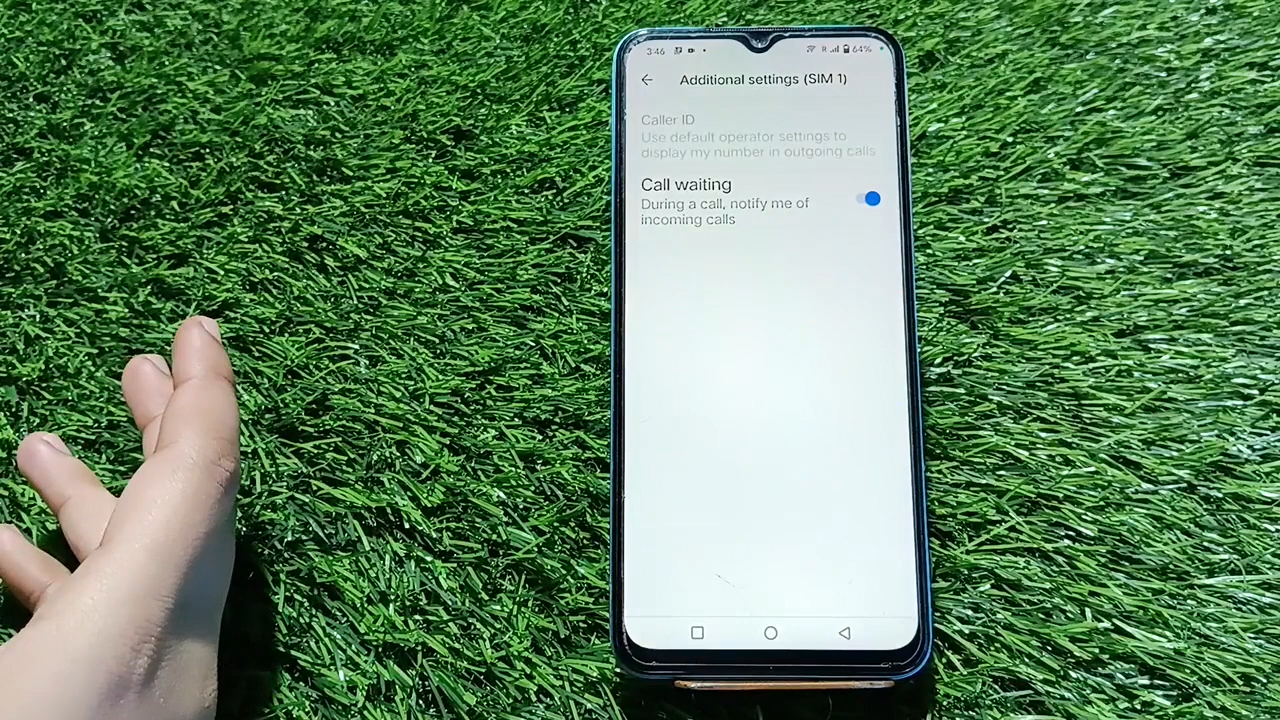 3:46 R 64%
Additional settings (SIM 1)
Caller ID
Use default operator settings to
display my number in outgoing calls
Call waiting
During a call, notify me of
incoming calls